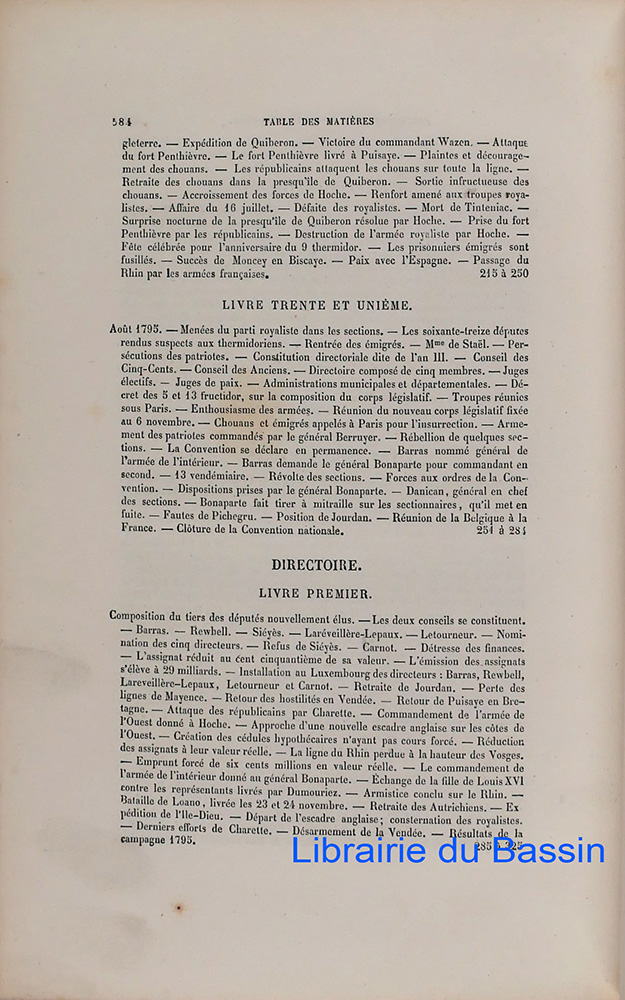 584 TABLE DES MATIÈRES
gleterre. — Expédition de Quiberon. — Victoire du commandant Wazen. — Attaque
du fort Penthièvre. — Le fort Penthièvre livré à Puisaye. — Plaintes et décourage-
ment des chouans. — Les républicains attaquent les chouans sur toute la ligne. —
Retraite des chouans dans la presqu'île de Quiberon. — Sortie infructueuse des
chouans. — Accroissement des forces de Hoche. — Renfort amené aux troupes roya-
listes. — Affaire du 16 juillet. — Défaite des royalistes. — Mort de Tinteniac. —
Surprise nocturne de la presqu'île de Quiberon résolue par Hoche. — Prise du fort
Penthièvre par les républicains. — Destruction de l'armée royaliste par Hoche. —
Fête célébrée pour l'anniversaire du 9 thermidor. — Les prisonniers émigrés sont
fusillés. — Succès de Moncey en Biscaye. — Paix avec l'Espagne. — Passage du
Rhin par les armées françaises. 215 à 250
LIVRE TRENTE ET UNIÈME.
Août 1795. — Menées du parti royaliste dans les sections. — Les soixante-treize députés
rendus suspects aux thermidoriens. — Rentrée des émigrés. — Mme de Staël. — Per-
sécutions des patriotes. — Constitution directoriale dite de l'an III. — Conseil des
Cinq-Cents. — Conseil des Anciens. — Directoire composé de cinq membres. — Juges
électifs. — Juges de paix. — Administrations municipales et départementales. — Dé-
cret des 5 et 13 fructidor, sur la composition du corps législatif. — Troupes réunies
sous Paris. — Enthousiasme des armées. — Réunion du nouveau corps législatif fixée
au 6 novembre. — Chouans et émigrés appelés à Paris pour l'insurrection. — Arme-
ment des patriotes commandés par le général Berruyer. — Rébellion de quelques sec-
tions. — La Convention se déclare en permanence. — Barras nommé général de
l'armée de l'intérieur. — Barras demande le général Bonaparte pour commandant en
second. — 13 vendémiaire. — Révolte des sections. — Forces aux ordres de la Con-
vention. — Dispositions prises par le général Bonaparte. — Danican, général en chef
des sections. — Bonaparte fait tirer à mitraille sur les sectionnaires, qu'il met en
fuite. — Fautes de Pichegru. — Position de Jourdan. — Réunion de la Belgique à la
France. — Clôture de la Convention nationale. 251 à 284
DIRECTOIRE.
LIVRE PREMIER.
Composition du tiers des députés nouvellement élus. — Les deux conseils se constituent.
— Barras. — Rewbell. — Siéyès. — Laréveillère-Lepaux. — Letourneur. — Nomi-
nation des cinq directeurs. — Refus de Siéyès. — Carnot. — Détresse des finances.
— L'assignat réduit au cent cinquantième de sa valeur. — L'émission des assignats
s'élève à 29 milliards. — Installation au Luxembourg des directeurs : Barras, Rewbell,
Laréveillère-Lepaux, Letourneur et Carnot. — Retraite de Jourdan. — Perte des
lignes de Mayence. — Retour des hostilités en Vendée. — Retour de Puisaye en Bre-
tagne. — Attaque des républicains par Charette. — Commandement de l'armée de
l'Ouest donné à Hoche. — Approche d'une nouvelle escadre anglaise sur les côtes de
l'Ouest. — Création des cédules hypothécaires n'ayant pas cours forcé. — Réduction
des assignats à leur valeur réelle. — La ligne du Rhin perdue à la hauteur des Vosges.
— Emprunt forcé de six cents millions en valeur réelle. — Le commandement de
l'armée de l'intérieur donné au général Bonaparte. — Échange de la fille de Louis XVI
contre les représentants livrés par Dumouriez. — Armistice conclu sur le Rhin. —
Bataille de Loano, livrée les 23 et 24 novembre. — Retraite des Autrichiens. — Ex
pédition de l'Ile-Dieu. — Départ de l'escadre anglaise; consternation des royalistes.
— Derniers efforts de Charette. — Désarmement de la Vendée. — Résultats de la
campagne 1795. 285 à 325
Librairie du Bassin